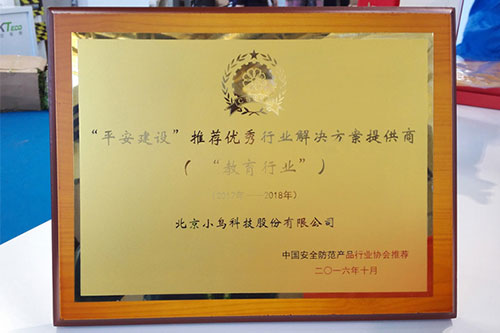 “平安建设”推荐优秀行业解决方案提供商
（ “教育行业”）
（2017年——2018年）
北京小鸟科技股份有限公司
中国安全防范产品行业协会推荐
二〇一六年十月